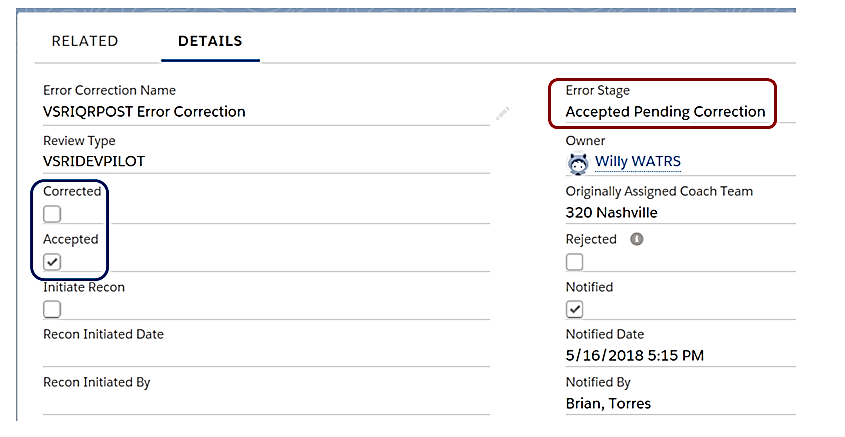 RELATED
DETAILS
Error Correction Name
VSRIQRPOST Error Correction
Review Type
VSRIDEVPILOT
Corrected
Accepted
Initiate Recon
Recon Initiated Date
Recon Initiated By
Error Stage
Accepted Pending Correction
Owner
Willy WATRS
Originally Assigned Coach Team
320 Nashville
Rejected
Notified
Notified Date
5/16/2018 5:15 PM
Notified By
Brian, Torres